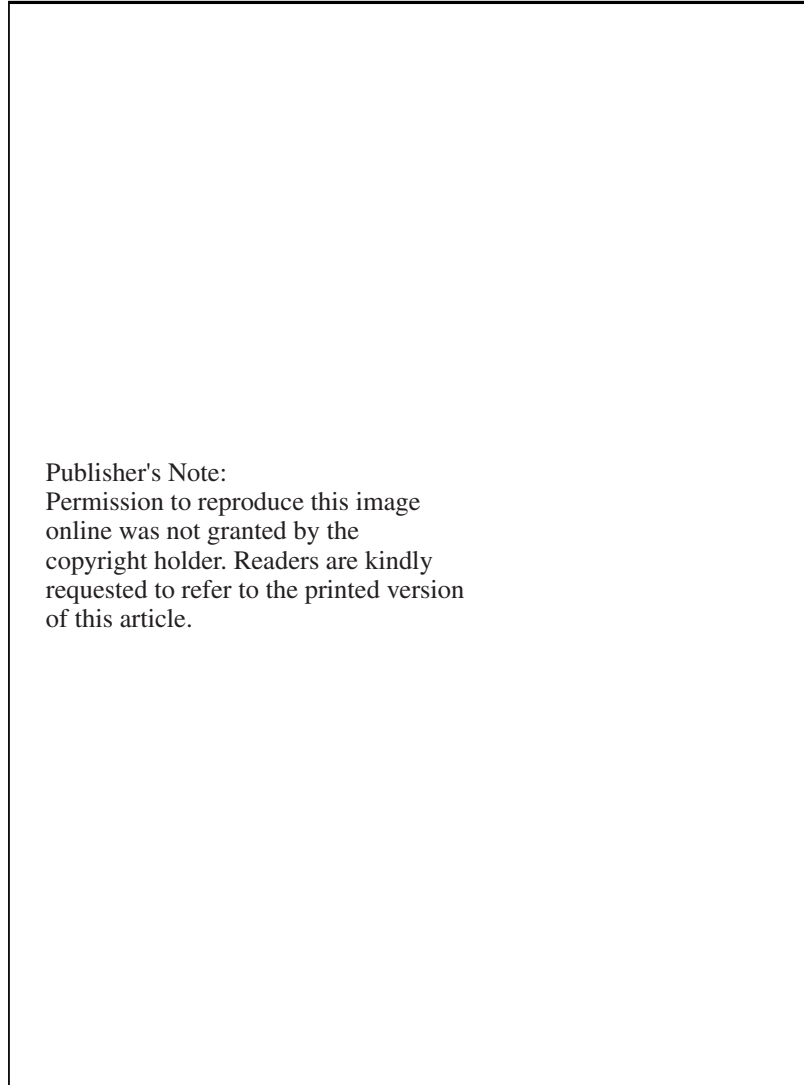 Publisher's Note:
Permission to reproduce this image
online was not granted by the
copyright holder. Readers are kindly
requested to refer to the printed version
of this article.